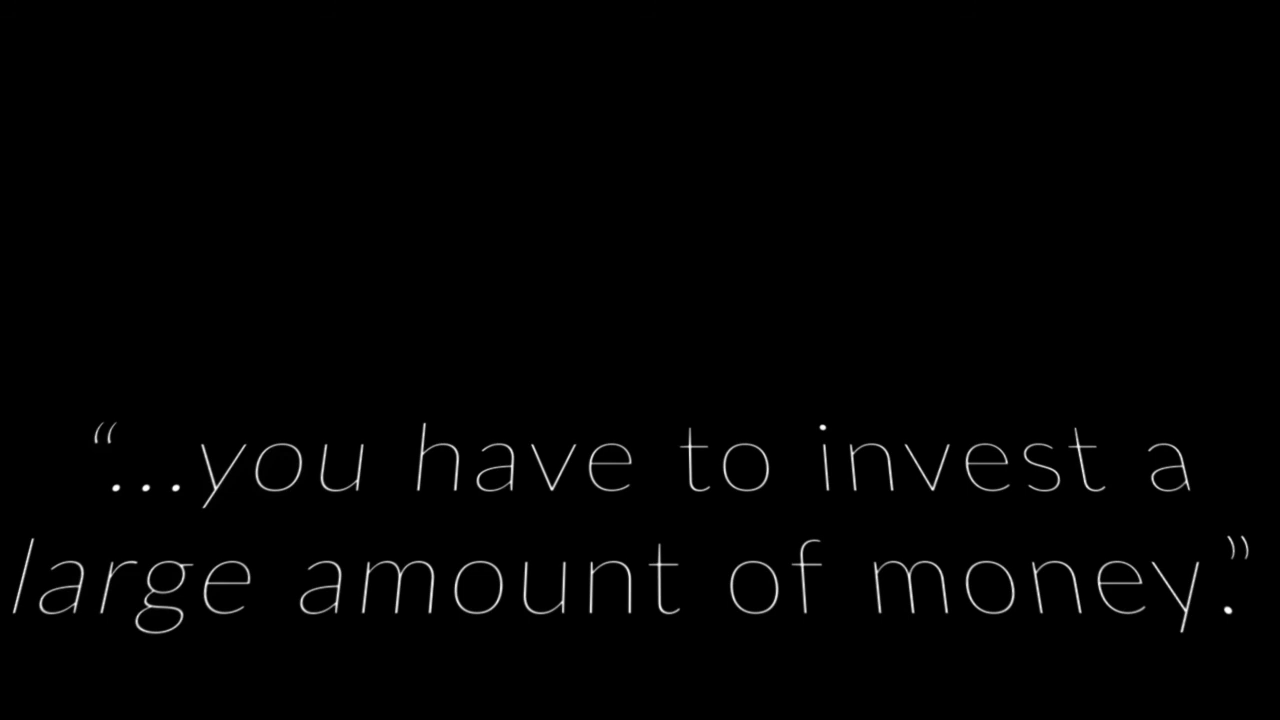 “...you have to invest a
large amount of money.”